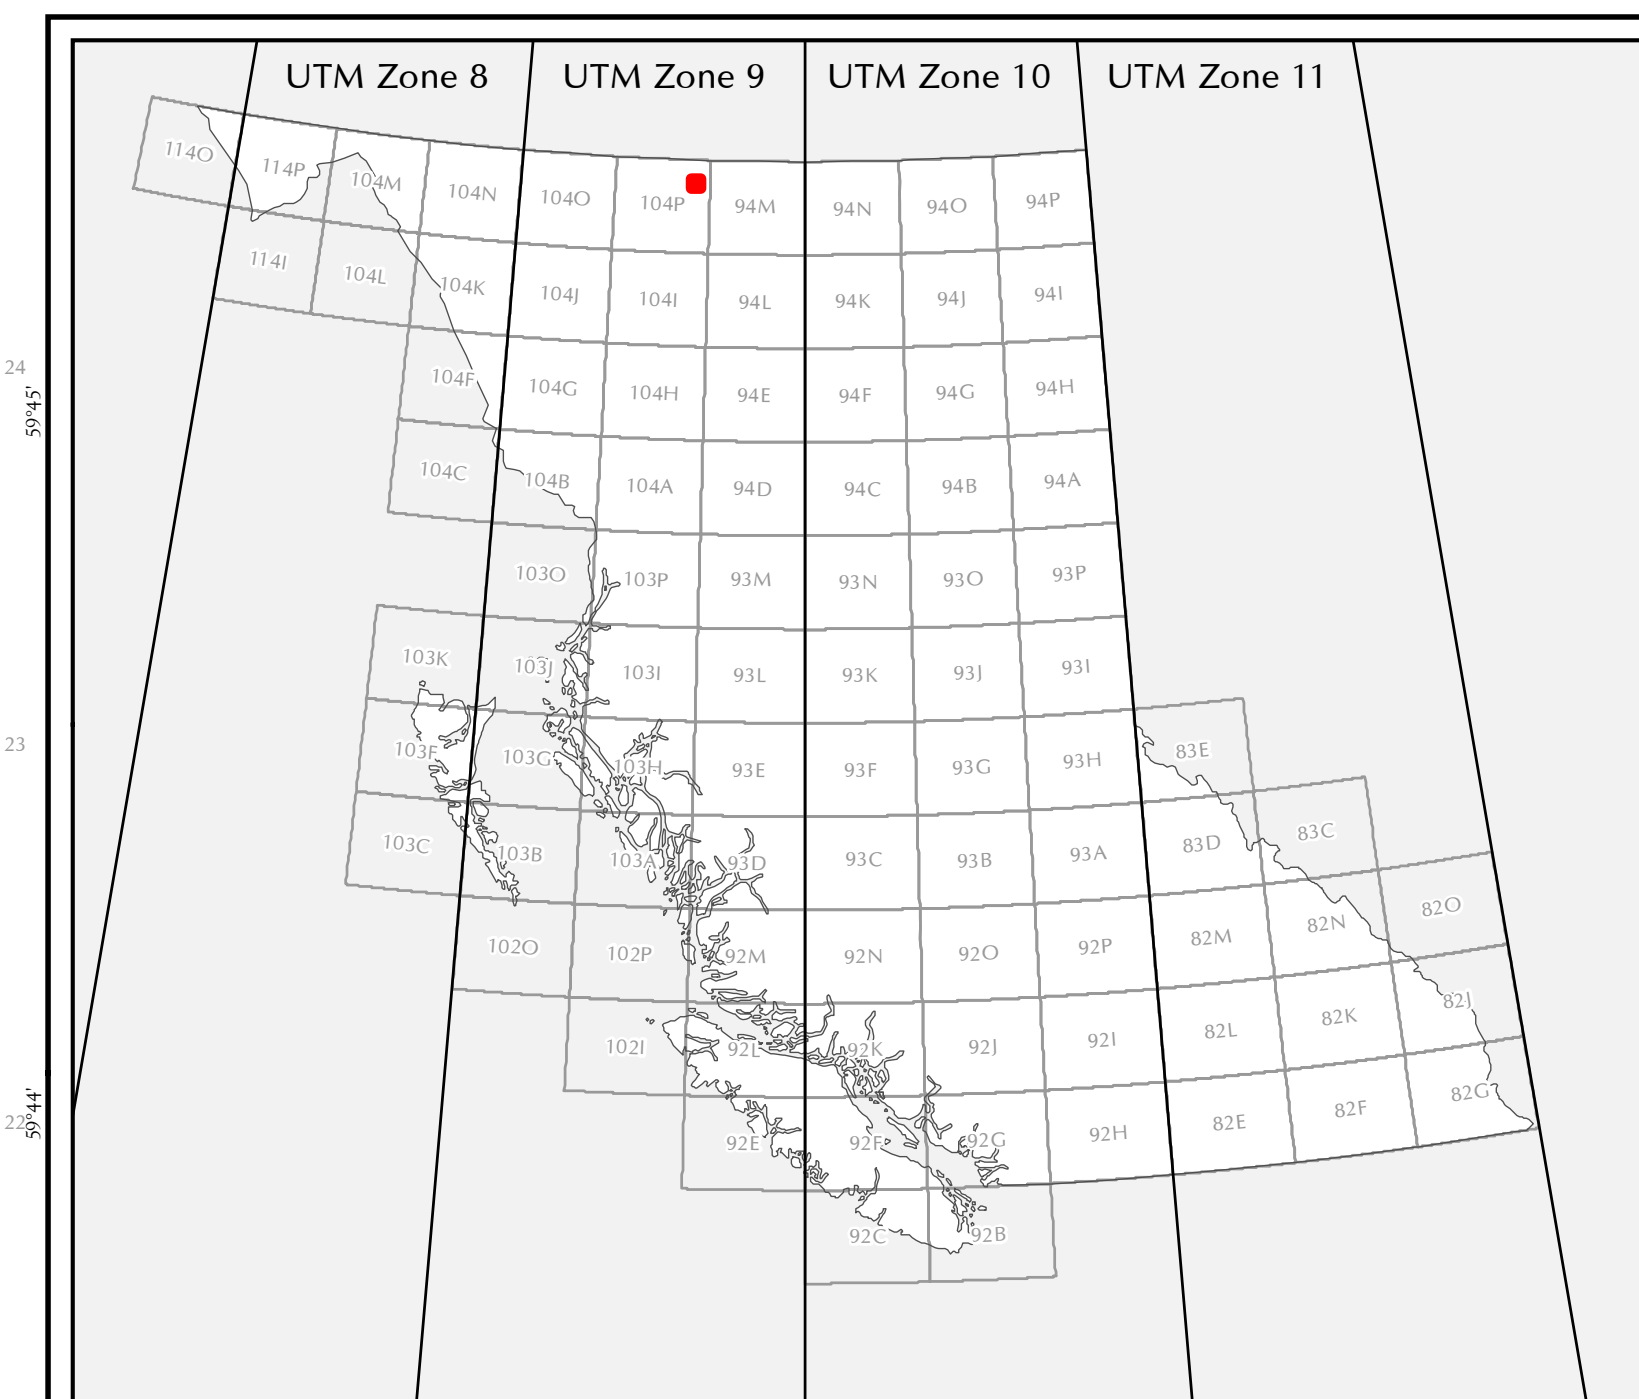 UTM Zone 8 UTM Zone 9 UTM Zone 10 UTM Zone 11
114O 114P 104M 104N 104O 104P 94M 94N 94O 94P
114I 104L 104K 104J 104I 94L 94K 94J 94I
24
59°45'
104F 104G 104H 94E 94F 94G 94H
104C 104B 104A 94D 94C 94B 94A
103O 103P 93M 93N 93O 93P
103K 103J 103I 93L 93K 93J 93I
23
103F 103G 103H 93E 93F 93G 93H 83E
103C 103B 103A 93D 93C 93B 93A 83D 83C
102O 102P 92M 92N 92O 92P 82M 82N 82O
102I 92L 92K 92J 92I 82L 82K 82J
22
59°44'
92E 92F 92G 92H 82E 82F 82G
92C 92B